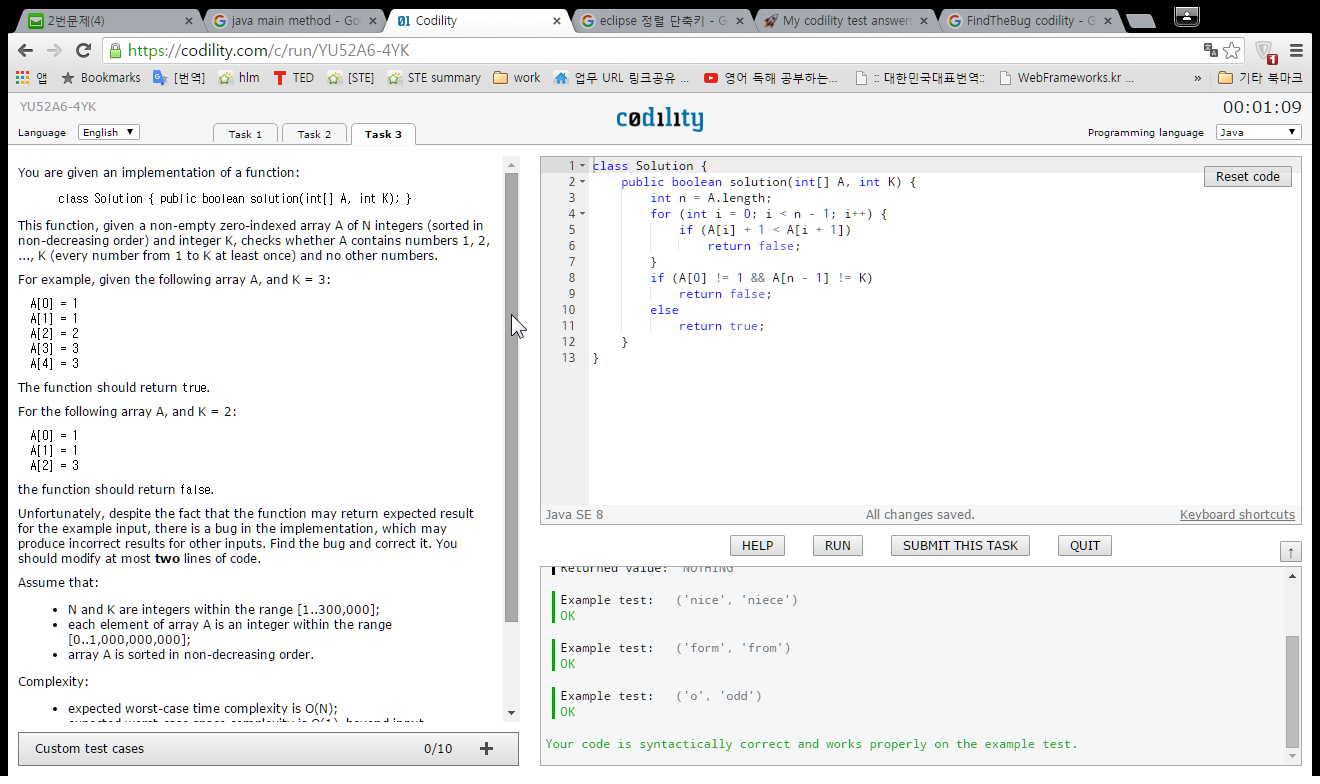 2번문제(4)
java main method - Go
Codility
eclipse 정렬 단축키 - G
My codility test answers
FindTheBug codility - G
https://codility.com/c/run/YU52A6-4YK
앱
Bookmarks
[번역]
hlm
TED
[STE]
STE summary
work
업무 URL 링크공유 ...
영어 독해 공부하는...
:: 대한민국대표번역::
WebFrameworks.kr ...
»
기타 북마크
1
YU52A6-4YK
00:01:09
codility
Language
English
Task 1
Task 2
Task 3
Programming language
Java
You are given an implementation of a function:
class Solution { public boolean solution(int[] A, int K); }
This function, given a non-empty zero-indexed array A of N integers (sorted in
non-decreasing order) and integer K, checks whether A contains numbers 1, 2,
..., K (every number from 1 to K at least once) and no other numbers.
For example, given the following array A, and K = 3:
A[0] = 1
A[1] = 1
A[2] = 2
A[3] = 3
A[4] = 3
The function should return true.
For the following array A, and K = 2:
A[0] = 1
A[1] = 1
A[2] = 3
the function should return false.
Unfortunately, despite the fact that the function may return expected result
for the example input, there is a bug in the implementation, which may
produce incorrect results for other inputs. Find the bug and correct it. You
should modify at most two lines of code.
Assume that:
• N and K are integers within the range [1..300,000];
• each element of array A is an integer within the range
[0..1,000,000,000];
• array A is sorted in non-decreasing order.
Complexity:
• expected worst-case time complexity is O(N);
• expected worst-case space complexity is O(1), beyond input
Custom test cases
0/10
+
1 class Solution {
2 public boolean solution(int[] A, int K) {
3 int n = A.length;
4 for (int i = 0; i < n - 1; i++) {
5 if (A[i] + 1 < A[i + 1])
6 return false;
7 }
8 if (A[0] != 1 && A[n - 1] != K)
9 return false;
10 else
11 return true;
12 }
13 }
Reset code
Java SE 8
All changes saved.
Keyboard shortcuts
HELP
RUN
SUBMIT THIS TASK
QUIT
↑
Returned value: NOTHING
Example test: ('nice', 'niece')
OK
Example test: ('form', 'from')
OK
Example test: ('o', 'odd')
OK
Your code is syntactically correct and works properly on the example test.